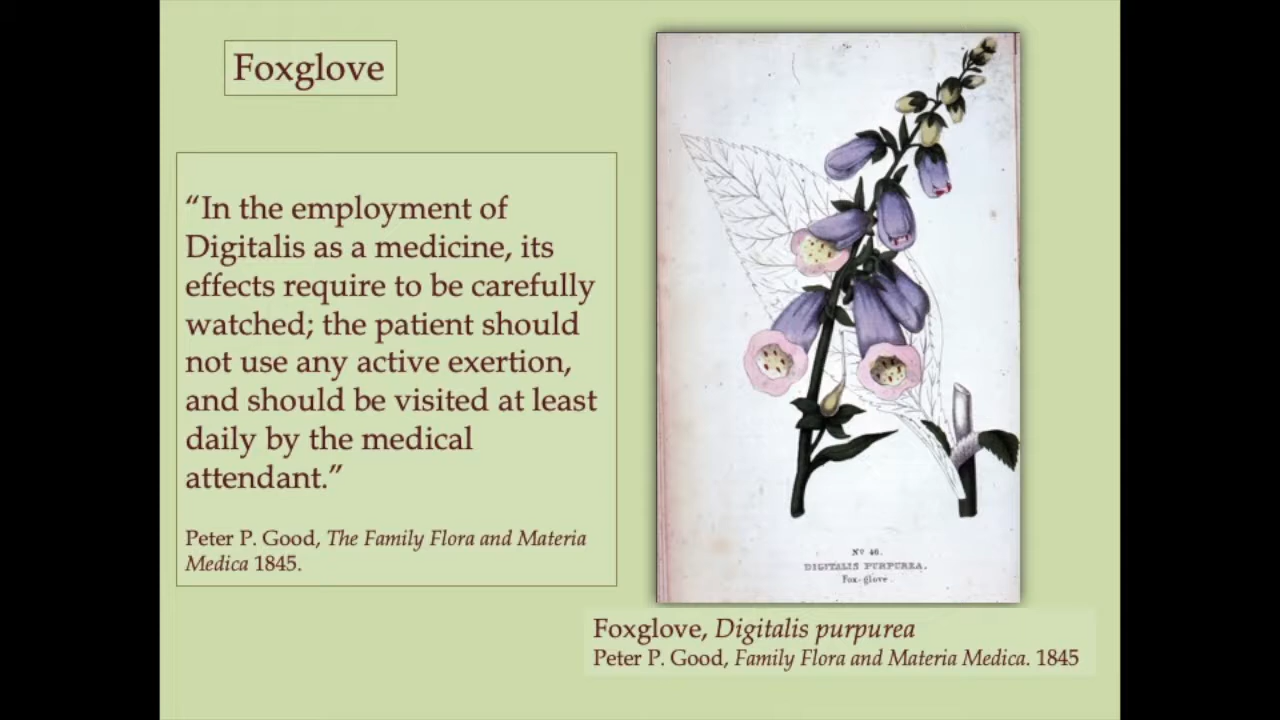 Foxglove
“In the employment of
Digitalis as a medicine, its
effects require to be carefully
watched; the patient should
not use any active exertion,
and should be visited at least
daily by the medical
attendant.”
Peter P. Good, The Family Flora and Materia
Medica 1845.
Nº 46.
DIGITALIS PURPUREA.
Fox-glove.
Foxglove, Digitalis purpurea
Peter P. Good, Family Flora and Materia Medica. 1845